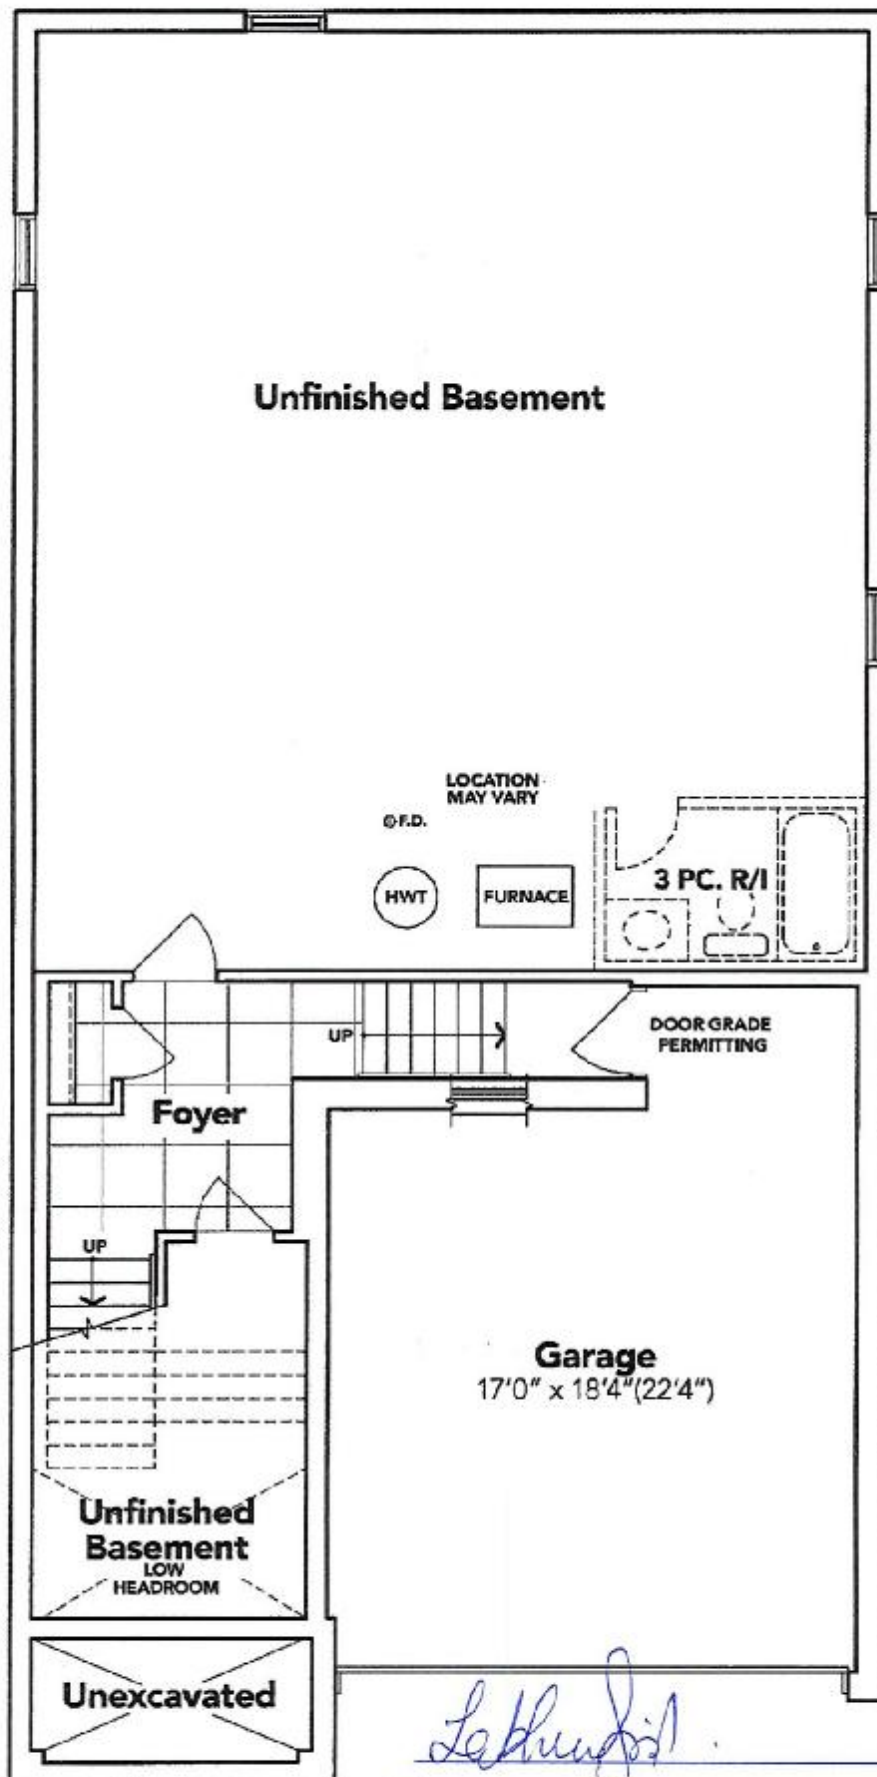 Unfinished Basement
LOCATION
MAY VARY
F.D.
HWT
FURNACE
3 PC. R/I
UP
DOOR GRADE
PERMITTING
Foyer
UP
Garage
17'0" x 18'4"(22'4")
Unfinished
Basement
LOW
HEADROOM
Unexcavated